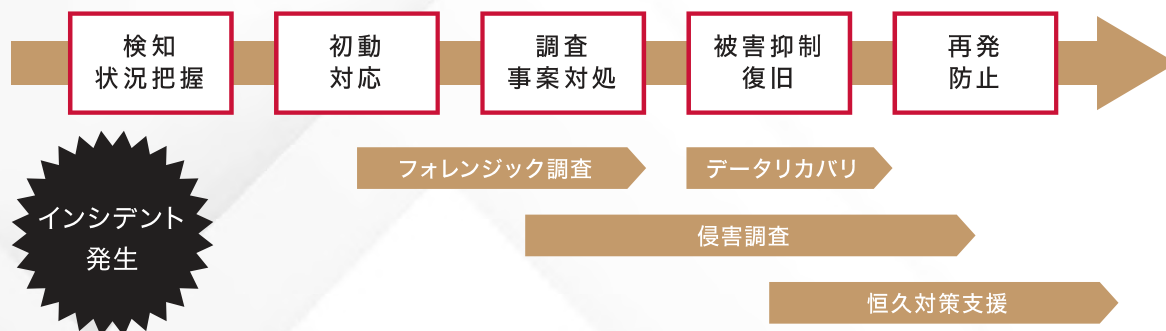 検知
状況把握
初動
対応
調査
事案対処
被害抑制
復旧
再発
防止
インシデント
発生
フォレンジック調査
データリカバリ
侵害調査
恒久対策支援